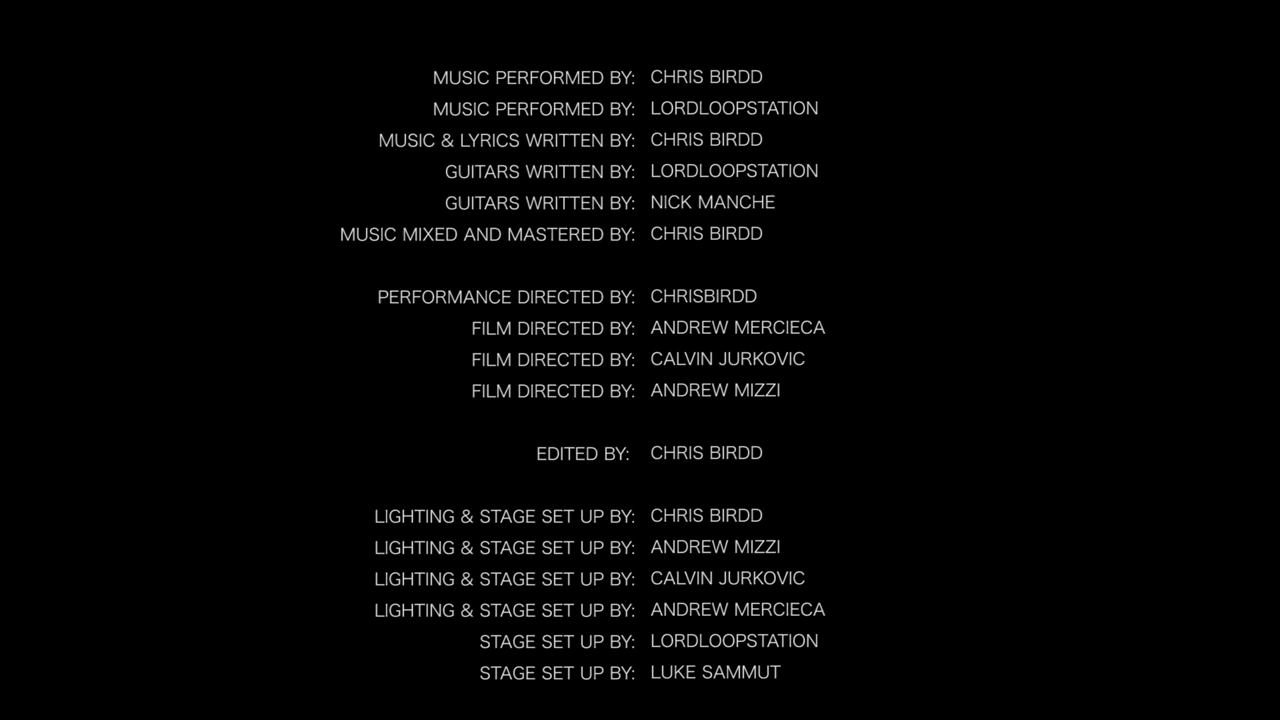 MUSIC PERFORMED BY: CHRIS BIRDD
MUSIC PERFORMED BY: LORDLOOPSTATION
MUSIC & LYRICS WRITTEN BY: CHRIS BIRDD
GUITARS WRITTEN BY: LORDLOOPSTATION
GUITARS WRITTEN BY: NICK MANCHE
MUSIC MIXED AND MASTERED BY: CHRIS BIRDD
PERFORMANCE DIRECTED BY: CHRISBIRDD
FILM DIRECTED BY: ANDREW MERCIECA
FILM DIRECTED BY: CALVIN JURKOVIC
FILM DIRECTED BY: ANDREW MIZZI
EDITED BY: CHRIS BIRDD
LIGHTING & STAGE SET UP BY: CHRIS BIRDD
LIGHTING & STAGE SET UP BY: ANDREW MIZZI
LIGHTING & STAGE SET UP BY: CALVIN JURKOVIC
LIGHTING & STAGE SET UP BY: ANDREW MERCIECA
STAGE SET UP BY: LORDLOOPSTATION
STAGE SET UP BY: LUKE SAMMUT